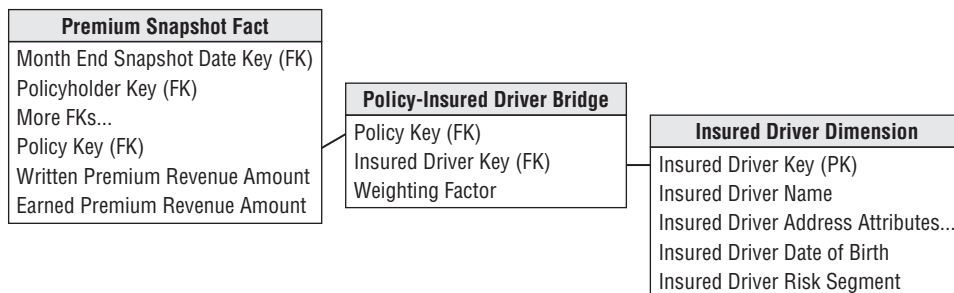 Premium Snapshot Fact
Month End Snapshot Date Key (FK)
Policyholder Key (FK)
More FKs...
Policy Key (FK)
Written Premium Revenue Amount
Earned Premium Revenue Amount
Policy-Insured Driver Bridge
Policy Key (FK)
Insured Driver Key (FK)
Weighting Factor
Insured Driver Dimension
Insured Driver Key (PK)
Insured Driver Name
Insured Driver Address Attributes...
Insured Driver Date of Birth
Insured Driver Risk Segment